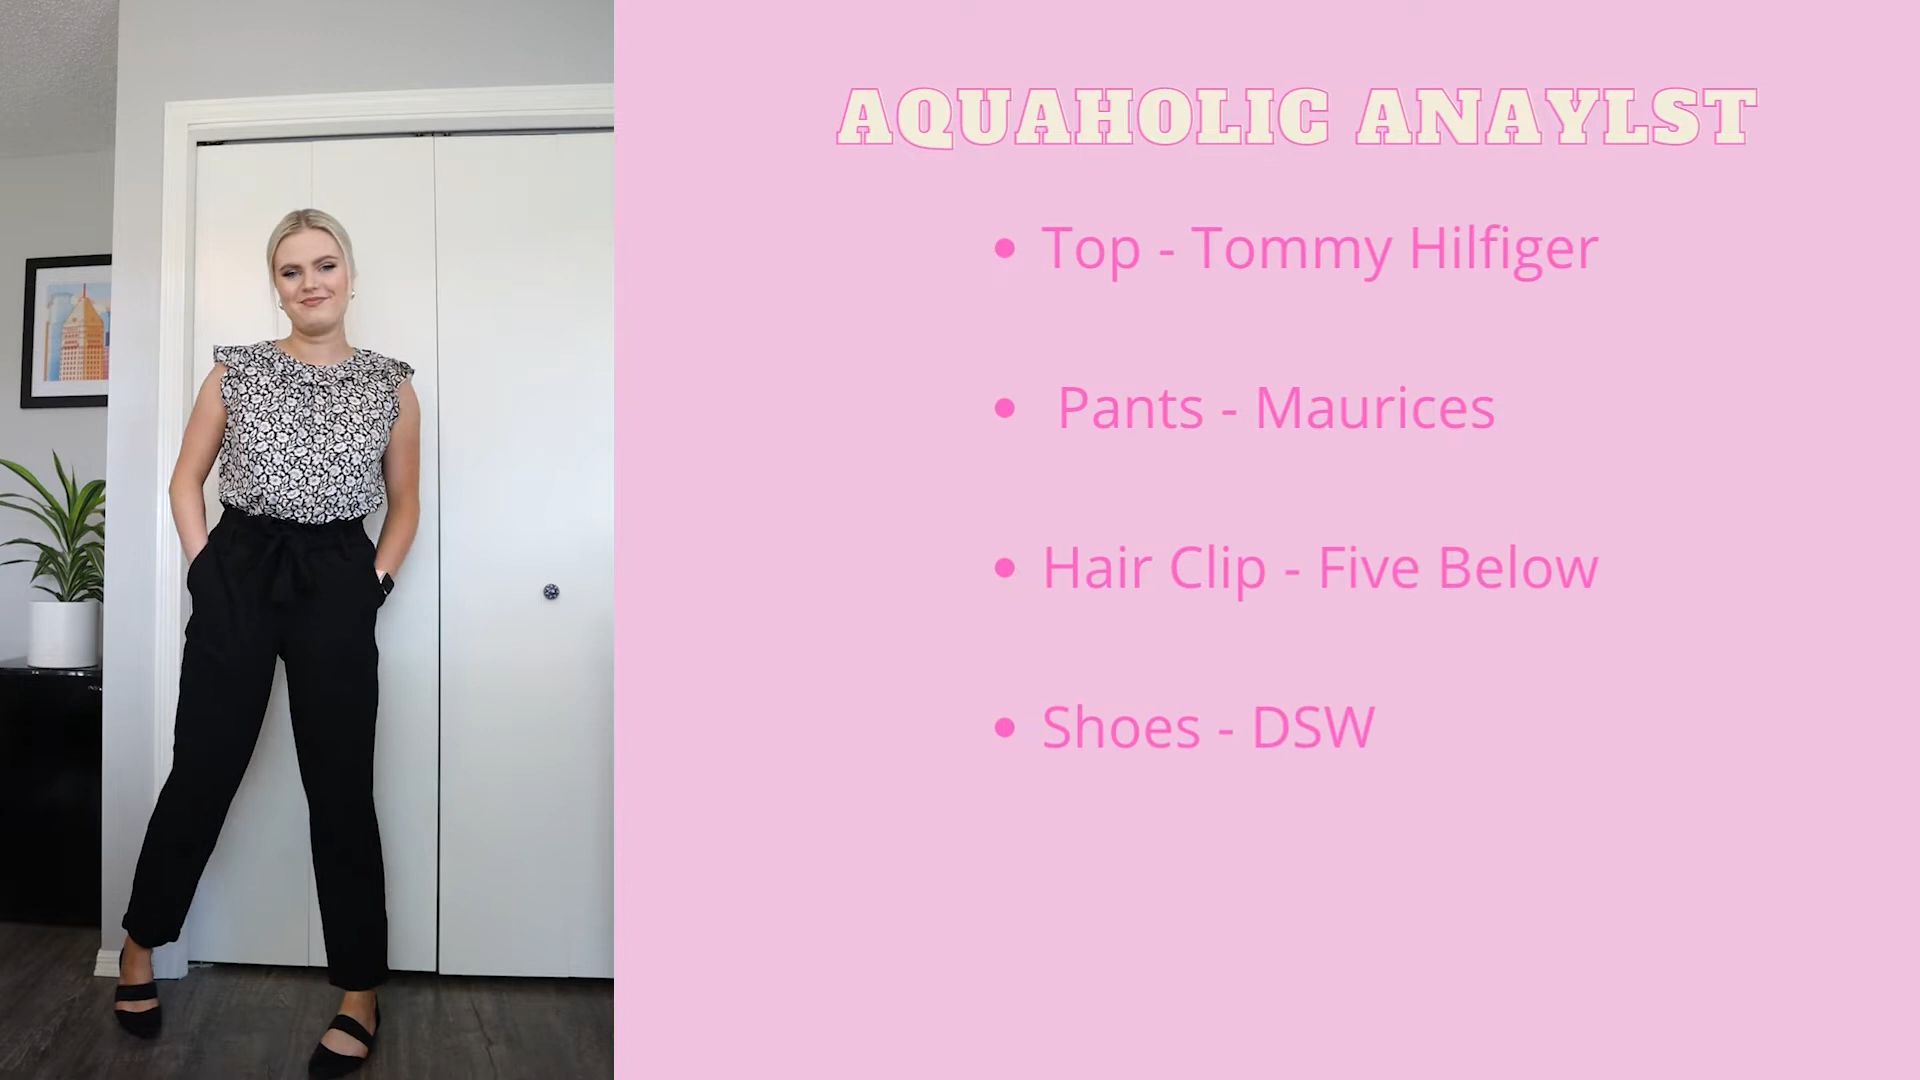 AQUAHOLIC ANAYLST
• Top - Tommy Hilfiger
• Pants - Maurices
• Hair Clip - Five Below
• Shoes - DSW